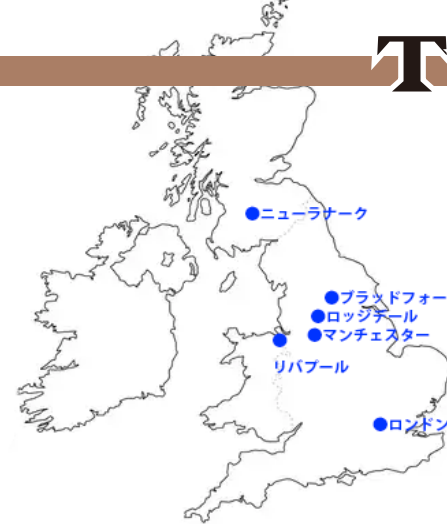 T
ニューラナーク
ブラッドフォー
ロッジデール
マンチェスター
リバプール
ロンドン